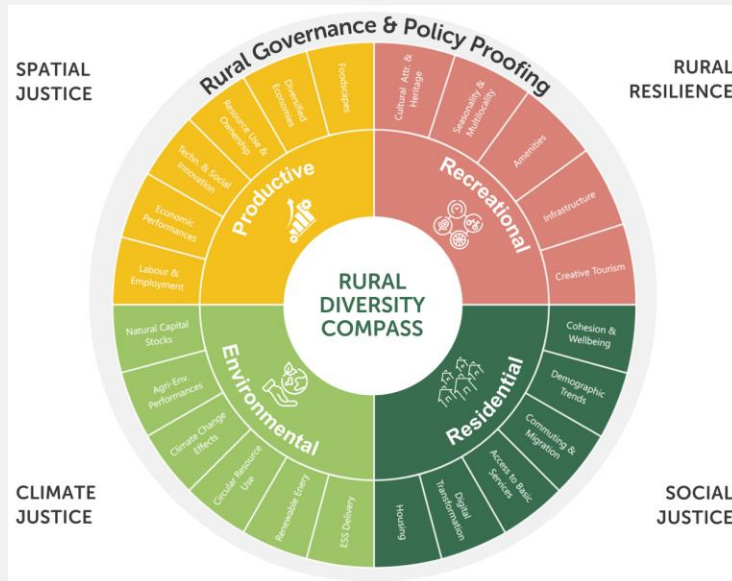 Rural Governance & Policy Proofing
SPATIAL
JUSTICE
RURAL
RESILIENCE
Productive
Labour &
Employment
Economic
Performances
Techn. & Social
Innovation
Resource Use &
Ownership
Diversified
Economies
Foodscapes
Recreational
Cultural Attr. &
Heritage
Seasonality &
Multilocality
Amenities
Infrastructure
Creative Tourism
RURAL
DIVERSITY
COMPASS
Environmental
Natural Capital
Stocks
Agri-Env.
Performances
Climate Change
Effects
Circular Resource
Use
Renewable Enery
ESS Delivery
Residential
Cohesion &
Wellbeing
Demographic
Trends
Commuting &
Migration
Access to Basic
Services
Digital
Transformation
Housing
CLIMATE
JUSTICE
SOCIAL
JUSTICE